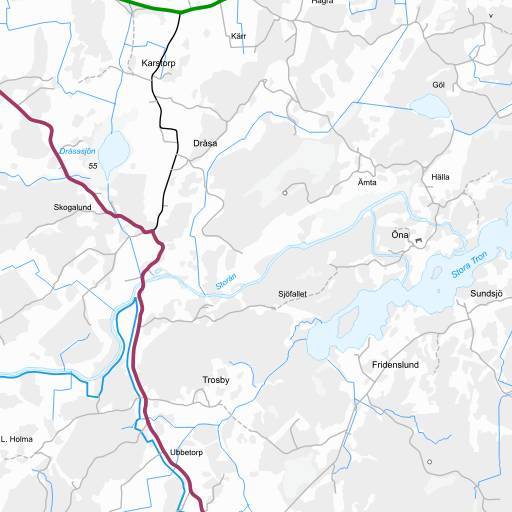 Hagra
v
Kärr
Karstorp
Göl
Dråsa
Dråsasjön
55
Hälla
Ämta
Skogalund
Öna
Stora Tron
Storån
Sjöfallet
Sundsjö
Fridenslund
Trosby
L. Holma
Ubbetorp